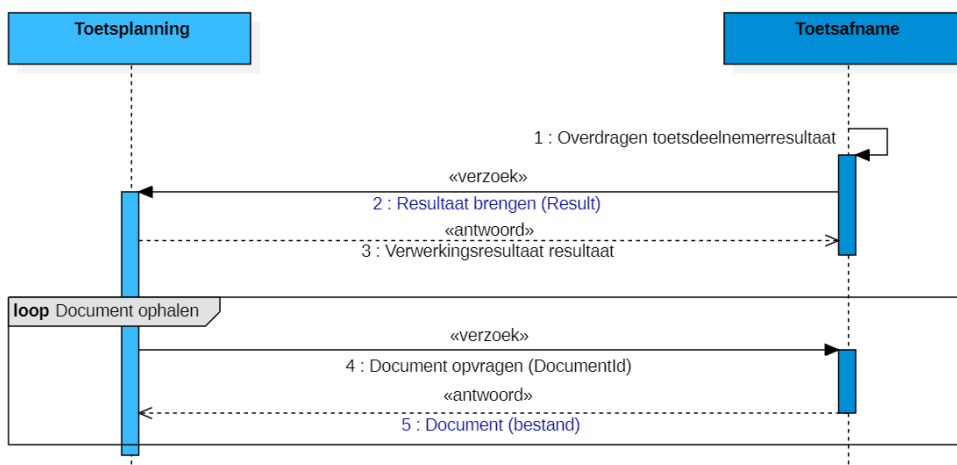 Toetsplanning
Toetsafname
1 : Overdragen toetsdeelnemerresultaat
«verzoek»
2 : Resultaat brengen (Result)
«antwoord»
3 : Verwerkingsresultaat resultaat
loop Document ophalen
«verzoek»
4 : Document opvragen (DocumentId)
«antwoord»
5 : Document (bestand)